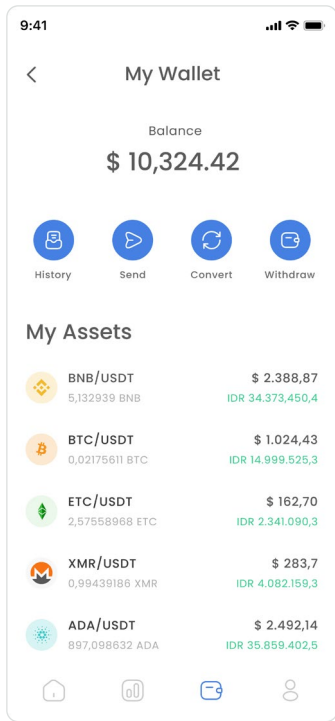 9:41
My Wallet
Balance
$ 10,324.42
History Send Convert Withdraw
My Assets
BNB/USDT $ 2.388,87
5,132939 BNB IDR 34.373,450,4
BTC/USDT $ 1.024,43
0,02175611 BTC IDR 14.999.525,3
ETC/USDT $ 162,70
2,57558968 ETC IDR 2.341.090,3
XMR/USDT $ 283,7
0,99439186 XMR IDR 4.082.159,3
ADA/USDT $ 2.492,14
897,098632 ADA IDR 35.859.402,5